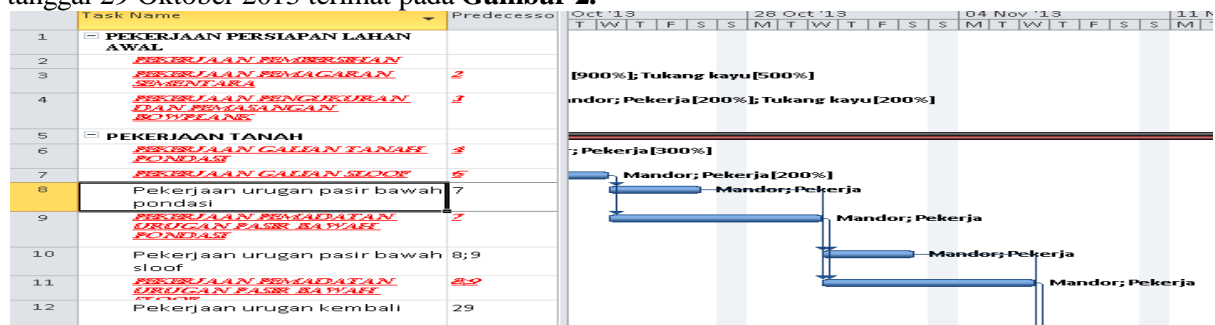 tanggal 29 Oktober 2013 terlihat pada Gambar 2.
Task Name Predecesso Oct '13 28 Oct '13 04 Nov '13 11 N
T W T F S S M T W T F S S M T W T F S S M T
1 PEKERJAAN PERSIAPAN LAHAN
AWAL
2 PEKERJAAN PEMBERSIHAN
3 PEKERJAAN PEMAGARAN 2 [900%]; Tukang kayu[500%]
SEMENTARA
4 PEKERJAAN PENGUKURAN 3 indor; Pekerja[200%]; Tukang kayu[200%]
DAN PEMASANGAN
BOWPLANK
5 PEKERJAAN TANAH
6 PEKERJAAN GALIAN TANAH ; Pekerja[300%]
PONDASI
7 PEKERJAAN GALIAN SLOOF 6 Mandor; Pekerja[200%]
8 Pekerjaan urugan pasir bawah 7 Mandor; Pekerja
pondasi
9 PEKERJAAN PEMADATAN 7 Mandor; Pekerja
URUGAN PASIR BAWAH
PONDASI
10 Pekerjaan urugan pasir bawah 8;9 Mandor; Pekerja
sloof
11 PEKERJAAN PEMADATAN 8;9 Mandor; Pekerja
URUGAN PASIR BAWAH
SLOOF
12 Pekerjaan urugan kembali 29